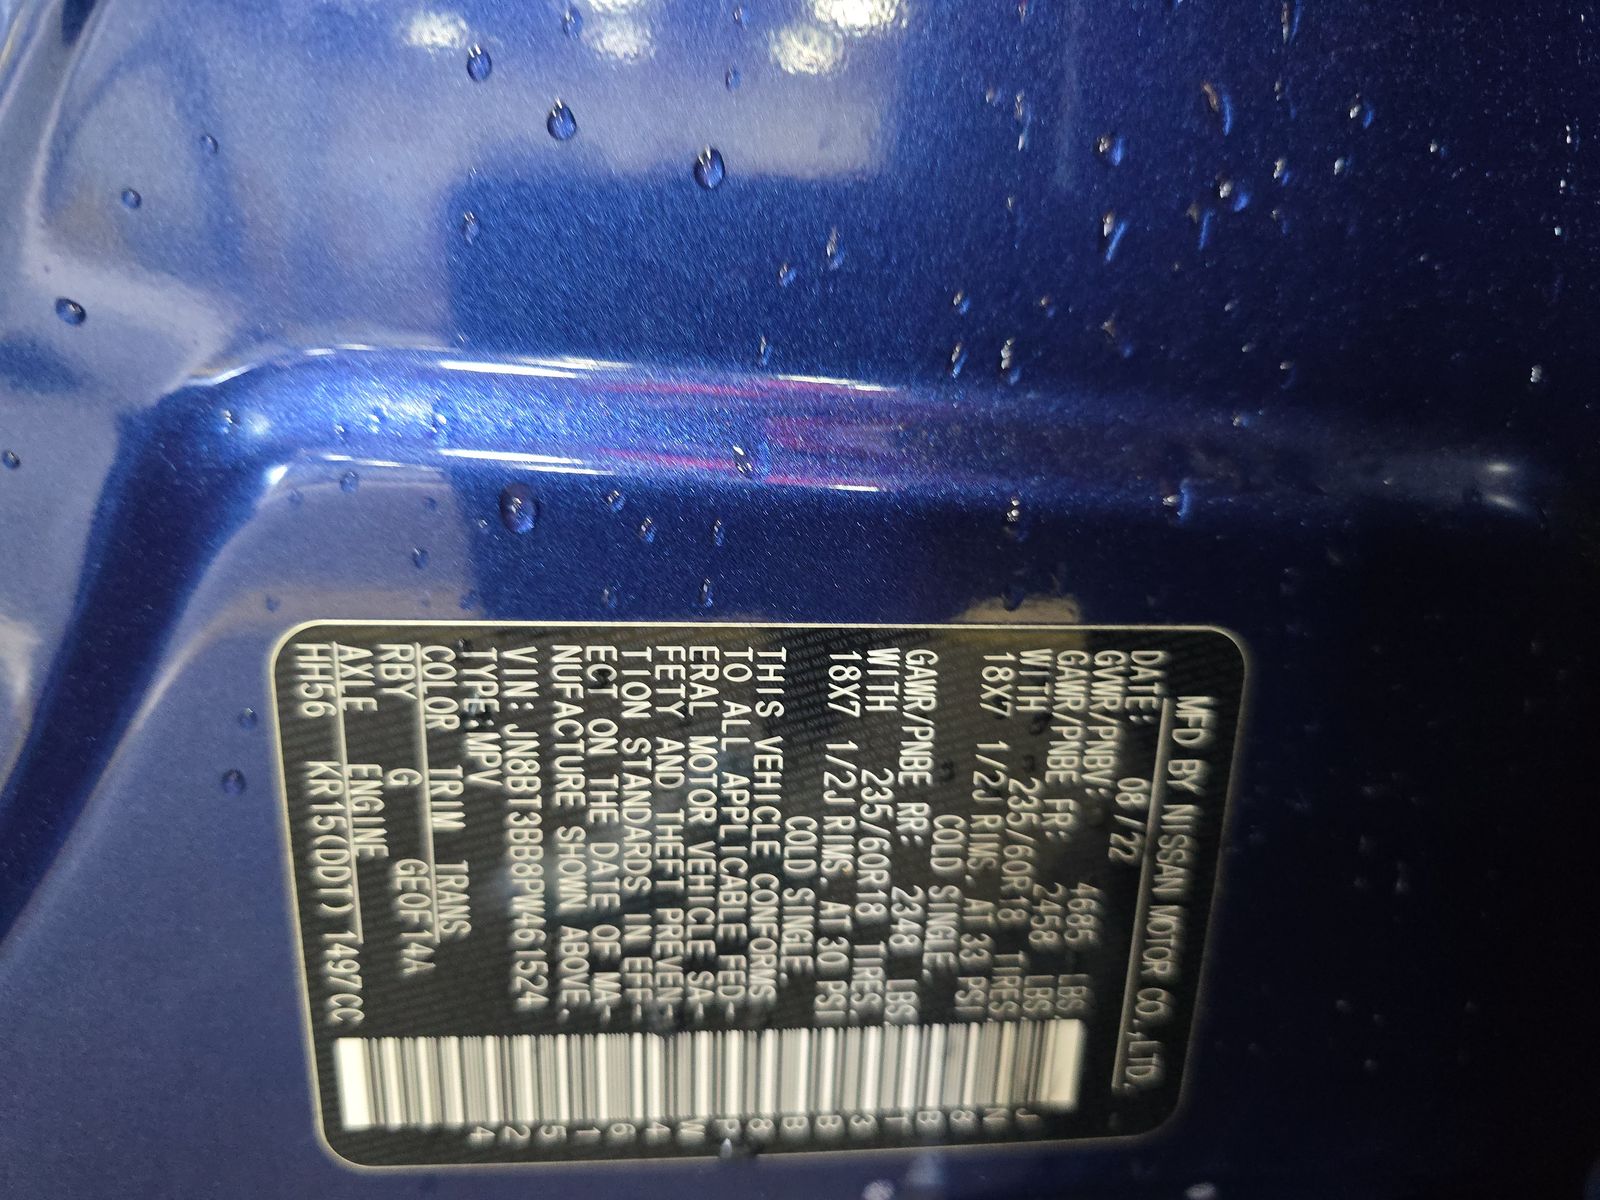 MFD BY NISSAN MOTOR CO.,LTD.
DATE: 08/22
GVWR/PNBV: 4685 LBS.
GAWR/PNBE FR: 2458 LBS.
WITH 235/60R18 TIRES,
18X7 1/2J RIMS, AT 33 PSI
COLD SINGLE.
GAWR/PNBE RR: 2348 LBS.
WITH 235/60R18 TIRES,
18X7 1/2J RIMS AT 30 PSI
COLD SINGLE.
THIS VEHICLE CONFORMS
TO ALL APPLICABLE FED-
ERAL MOTOR VEHICLE SA-
FETY AND THEFT PREVEN-
TION STANDARDS IN EFF-
ECT ON THE DATE OF MA-
NUFACTURE SHOWN ABOVE.
VIN: JN8BT3BB8PW461524
TYPE: MPV
COLOR TRIM TRANS
RBY G GE0F14A
AXLE ENGINE
HH56 KR15(DDT) 1497CC
JN8BT3BB8PW461524